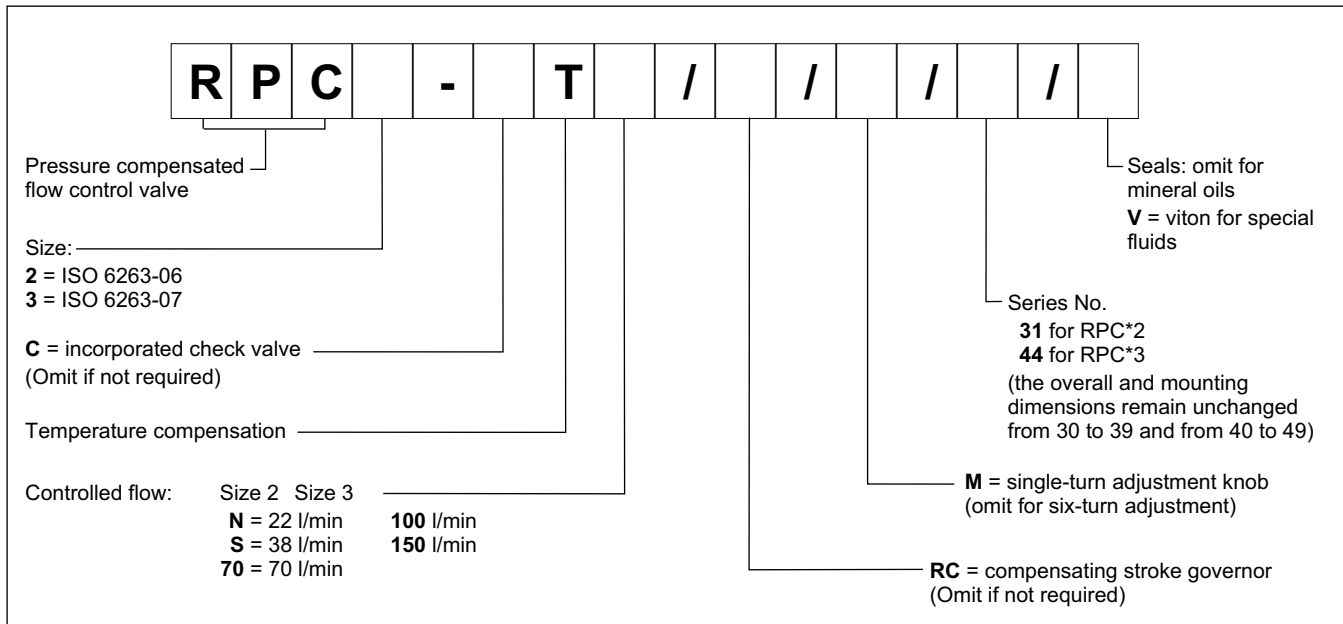 R P C - T / / / /
Pressure compensated
flow control valve
Size:
2 = ISO 6263-06
3 = ISO 6263-07
C = incorporated check valve
(Omit if not required)
Temperature compensation
Controlled flow: Size 2 Size 3
N = 22 l/min 100 l/min
S = 38 l/min 150 l/min
70 = 70 l/min
Seals: omit for
mineral oils
V = viton for special
fluids
Series No.
31 for RPC*2
44 for RPC*3
(the overall and mounting
dimensions remain unchanged
from 30 to 39 and from 40 to 49)
M = single-turn adjustment knob
(omit for six-turn adjustment)
RC = compensating stroke governor
(Omit if not required)